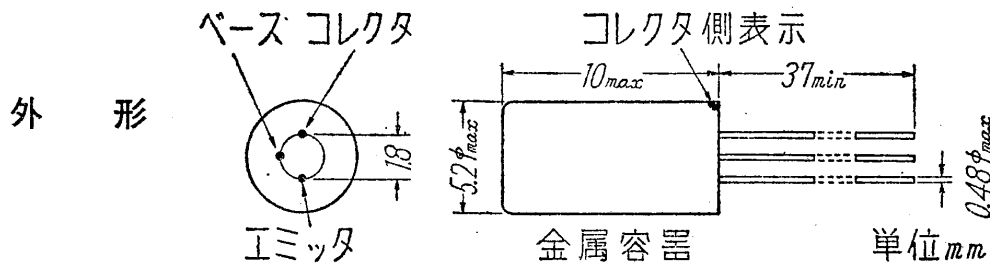 ベース コレクタ
コレクタ側表示
10max
37min
外 形
5.2φmax
1.8
0.48φmax
エミッタ
金属容器
単位mm